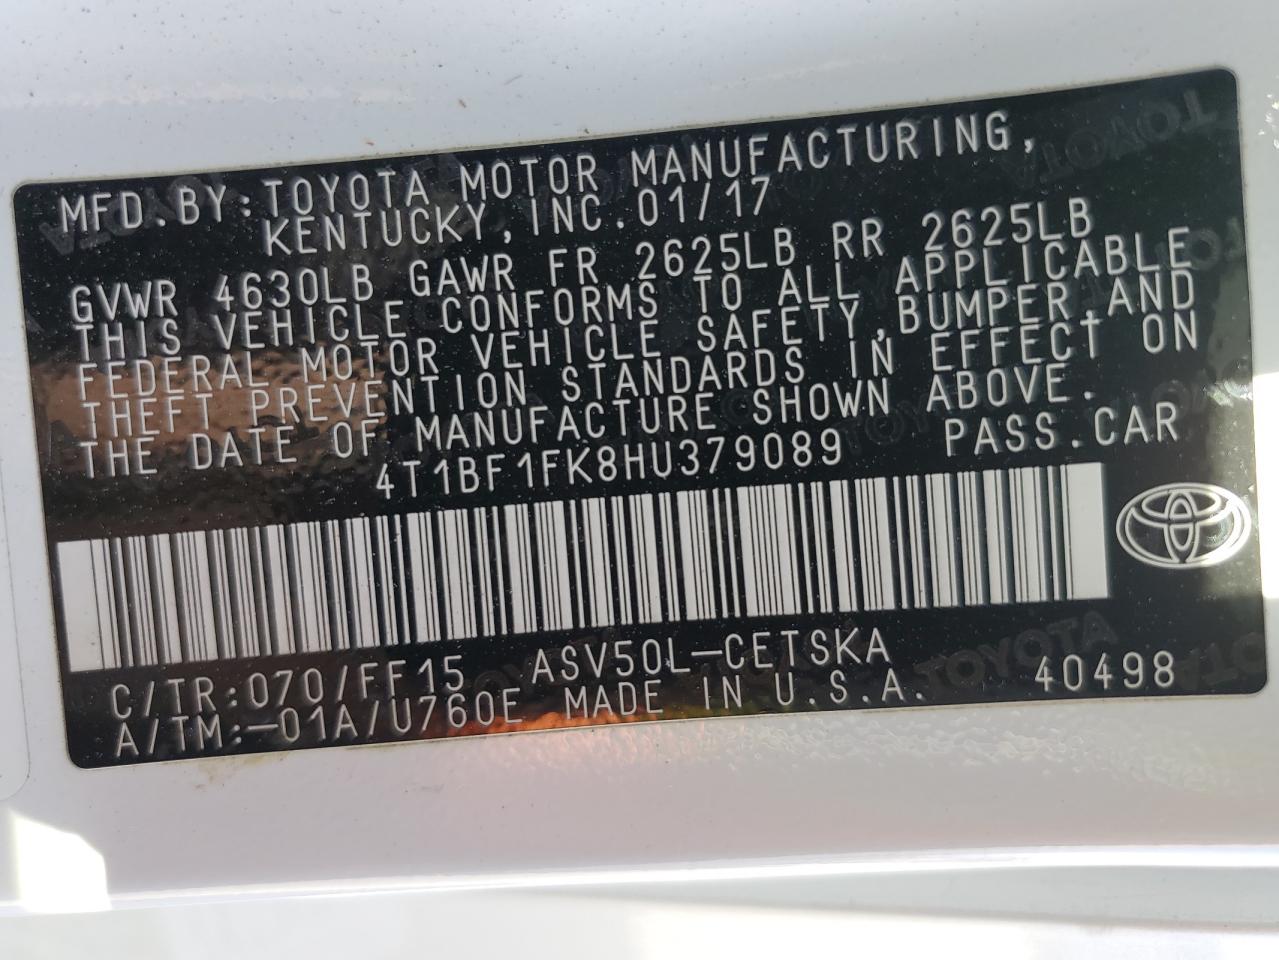 MFD.BY:TOYOTA MOTOR MANUFACTURING,
KENTUCKY,INC.01/17
GVWR 4630LB GAWR FR 2625LB RR 2625LB
THIS VEHICLE CONFORMS TO ALL APPLICABLE
FEDERAL MOTOR VEHICLE SAFETY,BUMPER,AND
THEFT PREVENTION STANDARDS IN EFFECT ON
THE DATE OF MANUFACTURE SHOWN ABOVE.
4T1BF1FK8HU379089 PASS.CAR
C/TR:070/FF15 ASV50L-CETSKA
A/TM:-01A/U760E MADE IN U.S.A. 40498